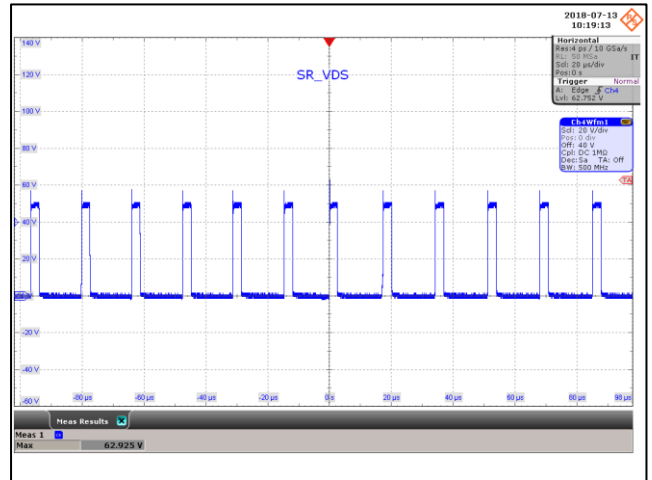 2018-07-13
10:19:13
Horizontal
Res:4 ps / 10 GSa/s
RL: 50 MSa
Scl: 20 µs/div
Pos:0 s
Trigger Normal
A: Edge Ch4
Lvl: 62.752 V
SR_VDS
Ch4Wfm1
Scl: 20 V/div
Pos: 0 div
Off: 40 V
Cpl: DC 1MΩ
Dec:Sa TA: Off
BW: 500 MHz
TA
140 V
120 V
100 V
80 V
60 V
40 V
20 V
-20 V
-40 V
-60 V
-80 µs
-60 µs
-40 µs
-20 µs
0 s
20 µs
40 µs
60 µs
80 µs
98 µs
Meas Results
Meas 1
Max 62.925 V